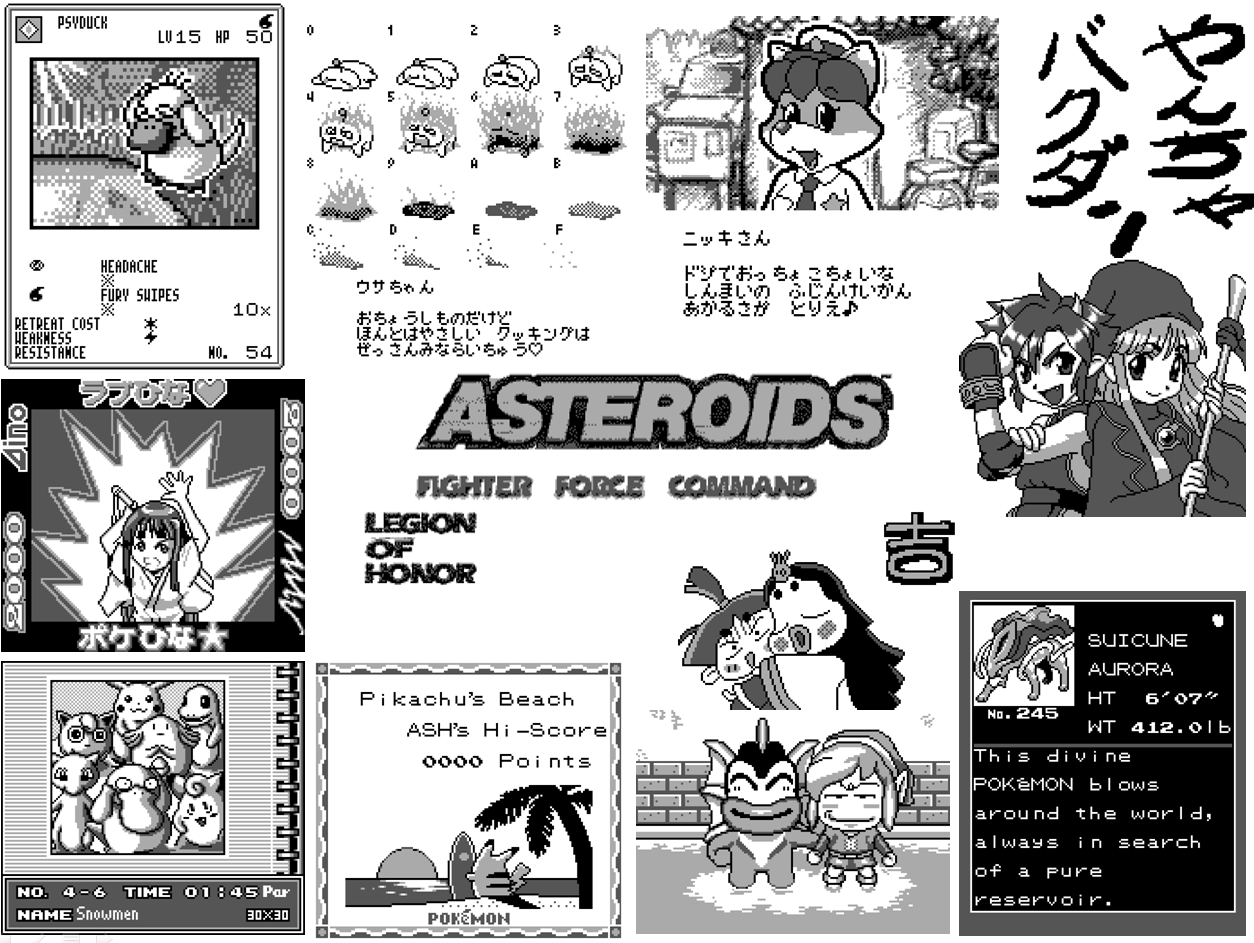 PSYDUCK
LV15 HP 50
HEADACHE
FURY SWIPES
10×
RETREAT COST
WEAKNESS
RESISTANCE
NO. 54
0 1 2 3
4 5 6 7
8 9 A B
C D E F
ウサちゃん
おちょうしものだけど
ほんとはやさしい クッキングは
ぜっさんみならいちゅう♡
ニッキさん
ドジでおっちょこちょいな
しんまいの ふじんけいかん
あかるさが とりえ♪
やんちゃ
バクダン
ラブひな♥
2000
2000
ポケひな★
ASTEROIDS™
FIGHTER FORCE COMMAND
LEGION
OF
HONOR
吉
NO. 4-6 TIME 01:45 Par
NAME Snowmen 30×30
Pikachu's Beach
ASH's Hi-Score
0000 Points
POKéMON
SUICUNE
AURORA
HT 6'07"
WT 412.0lb
No.245
This divine
POKéMON blows
around the world,
always in search
of a pure
reservoir.